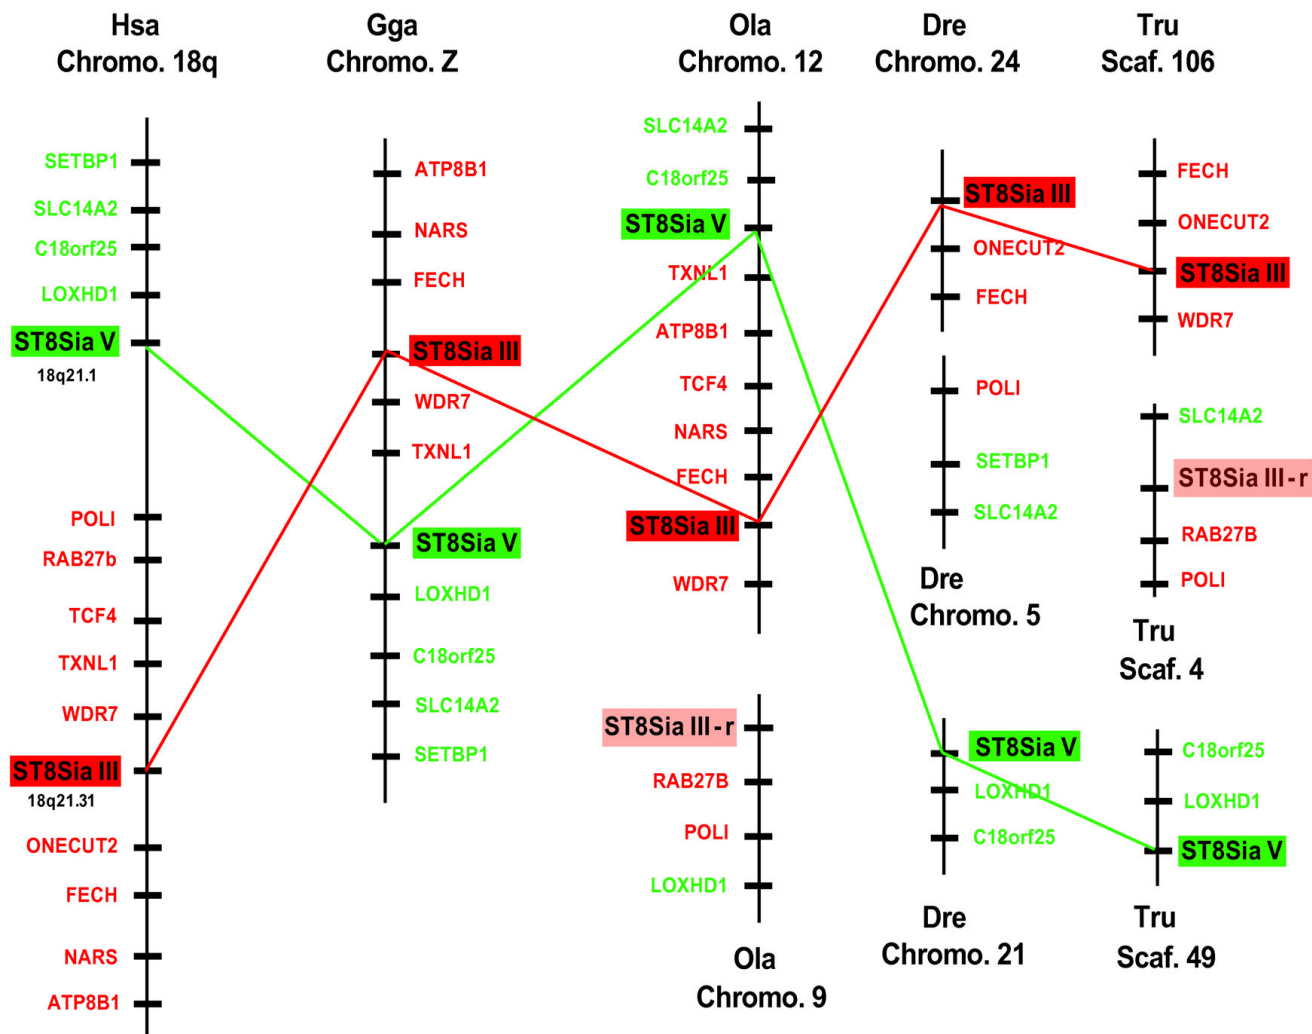 Hsa
Chromo. 18q
SETBP1
SLC14A2
C18orf25
LOXHD1
ST8Sia V
18q21.1
POLI
RAB27b
TCF4
TXNL1
WDR7
ST8Sia III
18q21.31
ONECUT2
FECH
NARS
ATP8B1
Gga
Chromo. Z
ATP8B1
NARS
FECH
ST8Sia III
WDR7
TXNL1
ST8Sia V
LOXHD1
C18orf25
SLC14A2
SETBP1
Ola
Chromo. 12
SLC14A2
C18orf25
ST8Sia V
TXNL1
ATP8B1
TCF4
NARS
FECH
ST8Sia III
WDR7
ST8Sia III - r
RAB27B
POLI
LOXHD1
Ola
Chromo. 9
Dre
Chromo. 24
ST8Sia III
ONECUT2
FECH
POLI
SETBP1
SLC14A2
Dre
Chromo. 5
ST8Sia V
LOXHD1
C18orf25
Dre
Chromo. 21
Tru
Scaf. 106
FECH
ONECUT2
ST8Sia III
WDR7
SLC14A2
ST8Sia III - r
RAB27B
POLI
Tru
Scaf. 4
C18orf25
LOXHD1
ST8Sia V
Tru
Scaf. 49